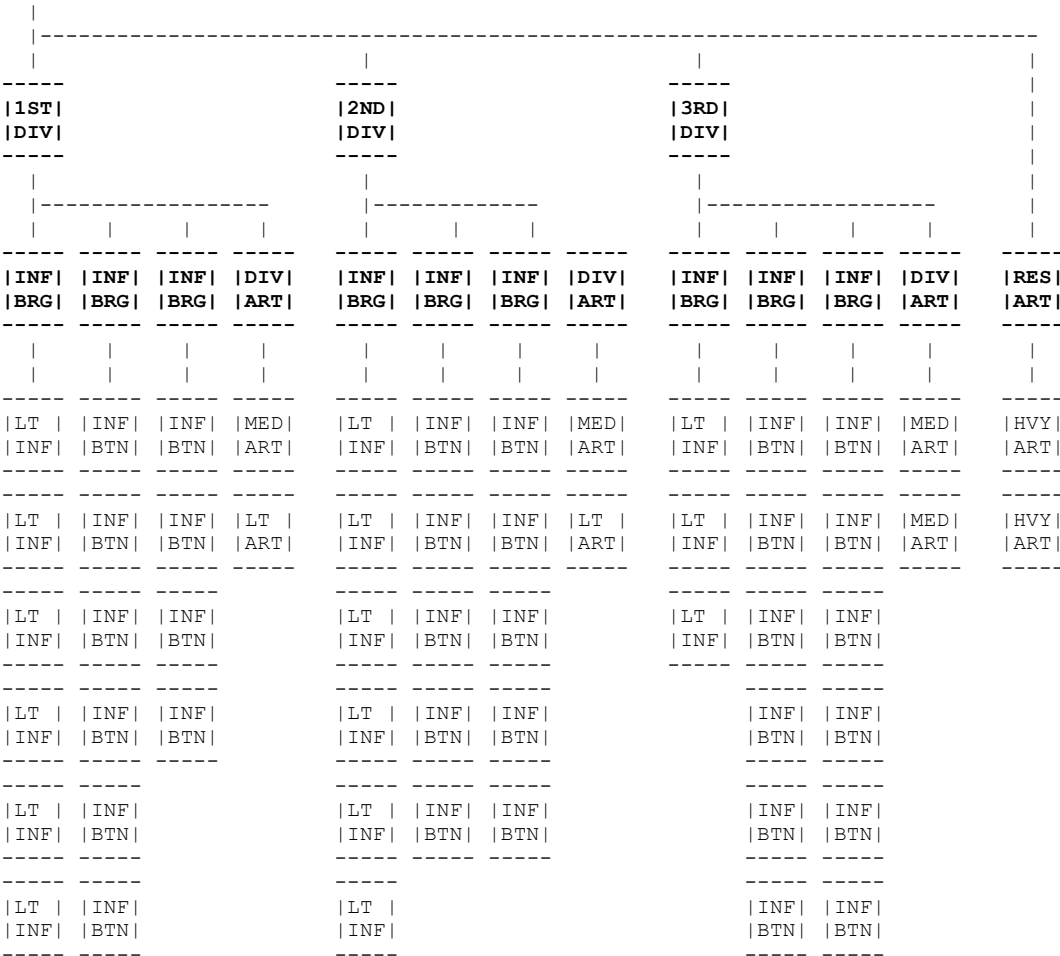 |1ST| |2ND| |3RD|
|DIV| |DIV| |DIV|
|INF| |INF| |INF| |DIV| |INF| |INF| |INF| |DIV| |INF| |INF| |INF| |DIV| |RES|
|BRG| |BRG| |BRG| |ART| |BRG| |BRG| |BRG| |ART| |BRG| |BRG| |BRG| |ART| |ART|
|LT | |INF| |INF| |MED| |LT | |INF| |INF| |MED| |LT | |INF| |INF| |MED| |HVY|
|INF| |BTN| |BTN| |ART| |INF| |BTN| |BTN| |ART| |INF| |BTN| |BTN| |ART| |ART|
|LT | |INF| |INF| |LT | |LT | |INF| |INF| |LT | |LT | |INF| |INF| |MED| |HVY|
|INF| |BTN| |BTN| |ART| |INF| |BTN| |BTN| |ART| |INF| |BTN| |BTN| |ART| |ART|
|LT | |INF| |INF| |LT | |INF| |INF| |LT | |INF| |INF|
|INF| |BTN| |BTN| |INF| |BTN| |BTN| |INF| |BTN| |BTN|
|LT | |INF| |INF| |LT | |INF| |INF| |INF| |INF|
|INF| |BTN| |BTN| |INF| |BTN| |BTN| |BTN| |BTN|
|LT | |INF| |LT | |INF| |INF| |INF| |INF|
|INF| |BTN| |INF| |BTN| |BTN| |BTN| |BTN|
|LT | |INF| |LT | |INF| |INF|
|INF| |BTN| |INF| |BTN| |BTN|